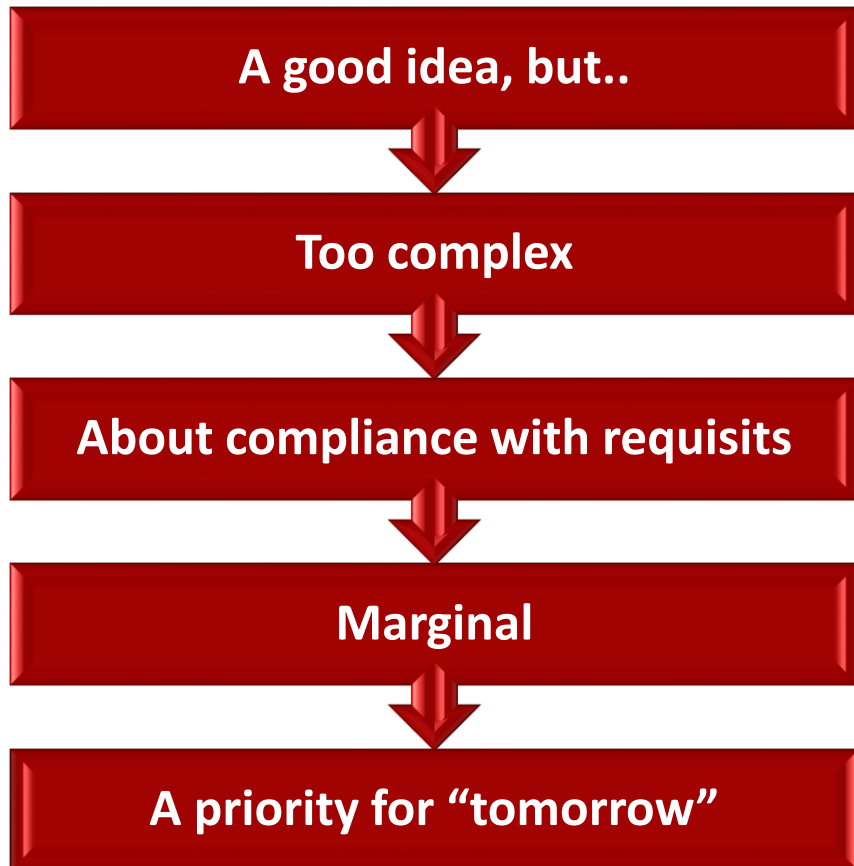 A good idea, but..
Too complex
About compliance with requisits
Marginal
A priority for “tomorrow”